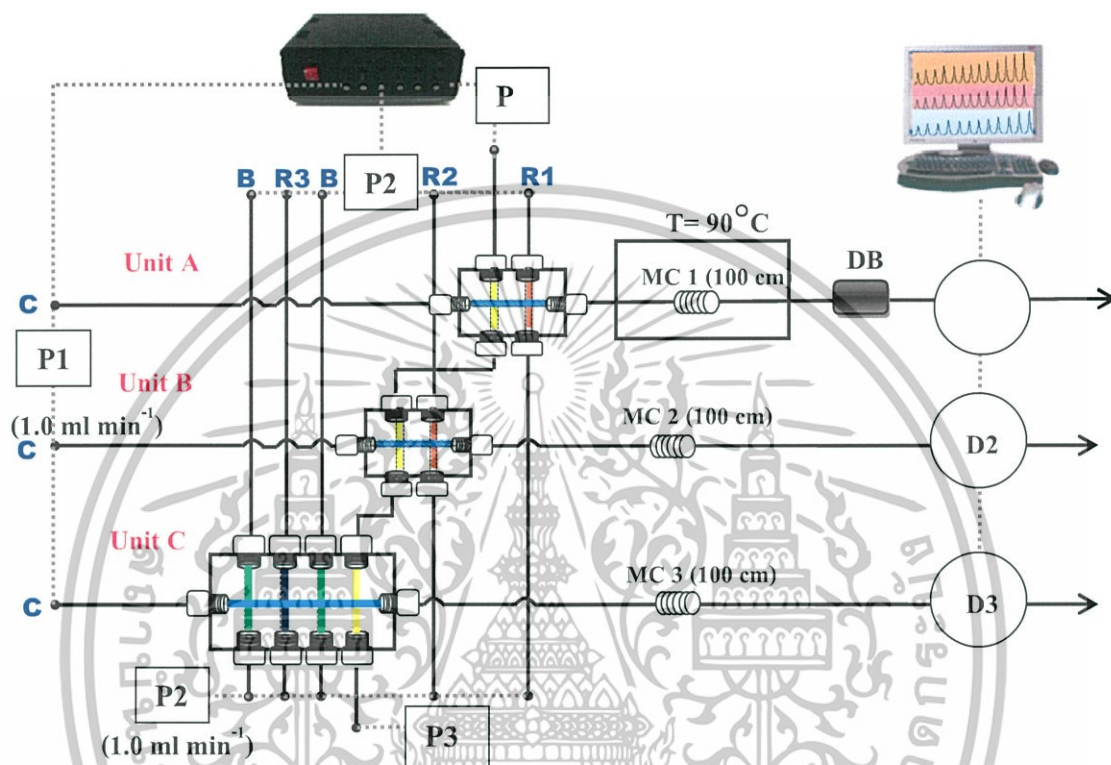 P
B R3 B P2 R2 R1
T= 90°C
Unit A
MC 1 (100 cm)
DB
C
P1
Unit B
(1.0 ml min⁻¹)
MC 2 (100 cm)
D2
C
Unit C
MC 3 (100 cm)
D3
C
P2
P3
(1.0 ml min⁻¹)